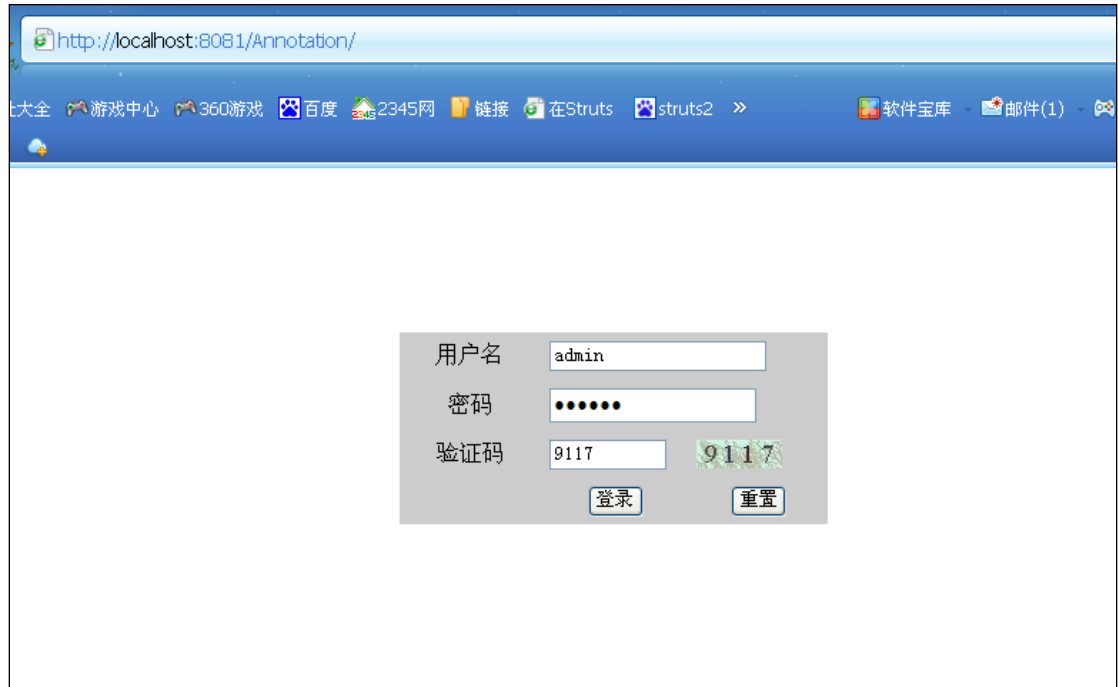 http://localhost:8081/Annotation/
址大全 游戏中心 360游戏 百度 2345网 链接 在Struts struts2 » 软件宝库 邮件(1)
用户名 admin
密码 ●●●●●●
验证码 9117 9117
登录 重置